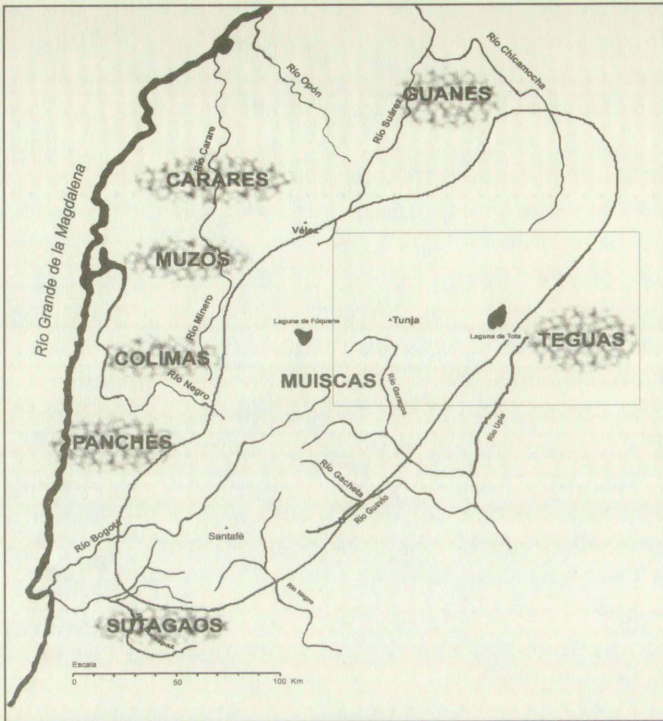 Río Opón
Río Chicamocha
GUANES
Río Suárez
Río Carare
CARARES
Río Grande de la Magdalena
Vélez
MUZOS
Río Minero
Laguna de Fúquene
Tunja
Laguna de Tota
TEGUAS
COLIMAS
MUISCAS
Río Negro
Río Garagoa
Río Upía
PANCHES
Río Gacheta
Río Guavio
Río Bogotá
Santafé
Río Negro
SUTAGAOS
Escala
0 50 100 Km